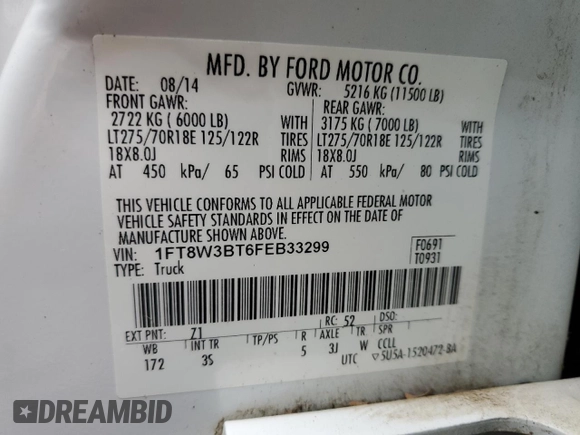 MFD. BY FORD MOTOR CO.
DATE: 08/14 GVWR: 5216 KG (11500 LB)
FRONT GAWR: REAR GAWR:
2722 KG ( 6000 LB) WITH 3175 KG ( 7000 LB) WITH
LT275/70R18E 125/122R TIRES LT275/70R18E 125/122R TIRES
18X8.0J RIMS 18X8.0J RIMS
AT 450 kPa/ 65 PSI COLD AT 550 kPa/ 80 PSI COLD
THIS VEHICLE CONFORMS TO ALL APPLICABLE FEDERAL MOTOR
VEHICLE SAFETY STANDARDS IN EFFECT ON THE DATE OF
MANUFACTURE SHOWN ABOVE.
VIN: 1FT8W3BT6FEB33299 F0691
TYPE: Truck T0931
EXT PNT: Z1 RC: 52 DSO:
WB INT TR TP/PS R AXLE TR SPR
172 3S 5 3J W CCLL
UTC 5U5A-1520472-BA
DREAMBID